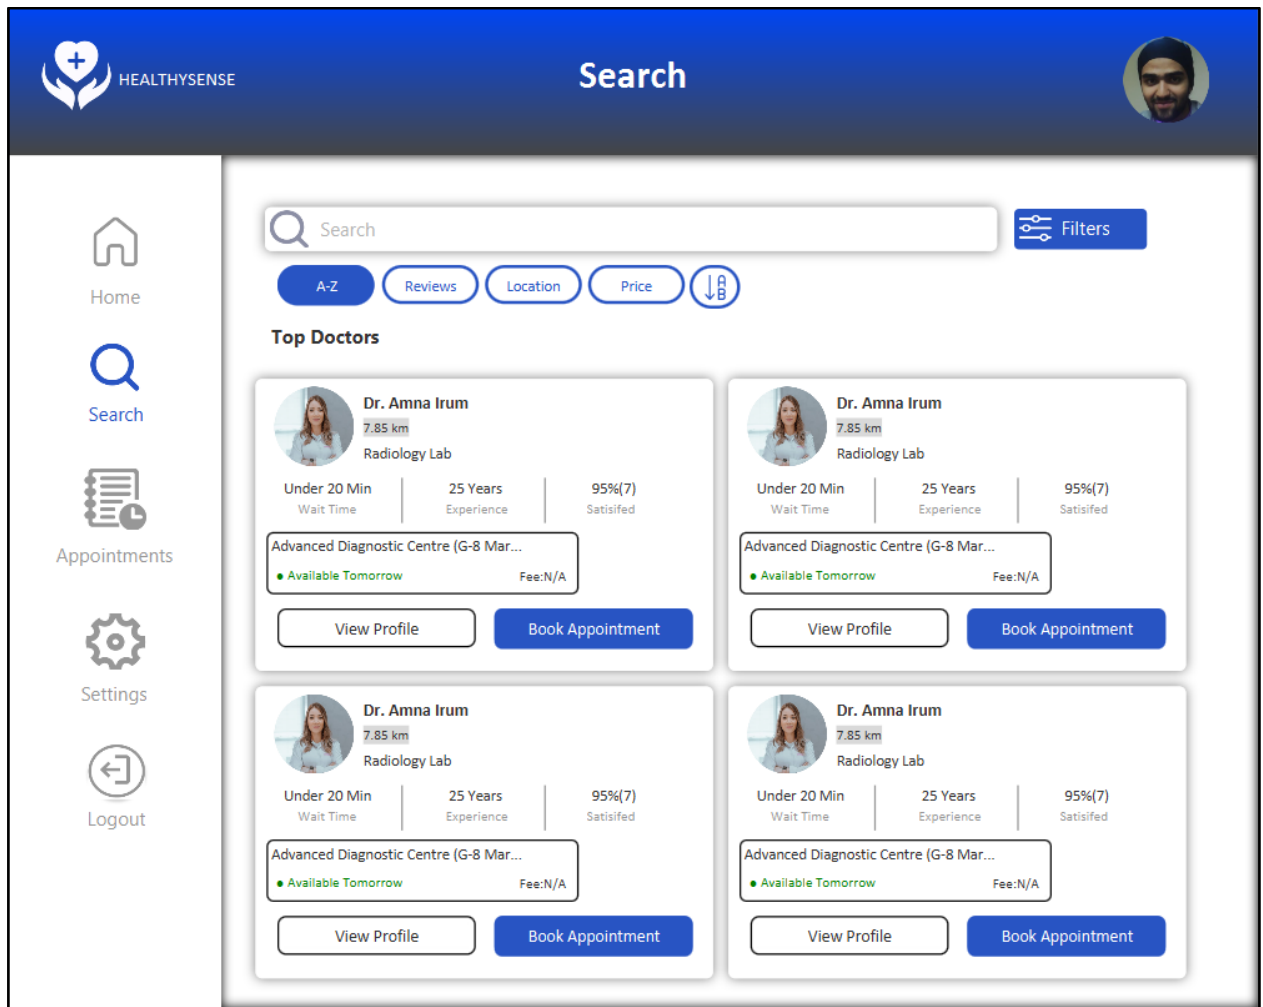 HEALTHYSENSE
Search
Home
Search
Appointments
Settings
Logout
Search
Filters
A-Z
Reviews
Location
Price
A
B
Top Doctors
Dr. Amna Irum
7.85 km
Radiology Lab
Under 20 Min 25 Years 95%(7)
Wait Time Experience Satisifed
Advanced Diagnostic Centre (G-8 Mar...
Available Tomorrow Fee:N/A
View Profile Book Appointment
Dr. Amna Irum
7.85 km
Radiology Lab
Under 20 Min 25 Years 95%(7)
Wait Time Experience Satisifed
Advanced Diagnostic Centre (G-8 Mar...
Available Tomorrow Fee:N/A
View Profile Book Appointment
Dr. Amna Irum
7.85 km
Radiology Lab
Under 20 Min 25 Years 95%(7)
Wait Time Experience Satisifed
Advanced Diagnostic Centre (G-8 Mar...
Available Tomorrow Fee:N/A
View Profile Book Appointment
Dr. Amna Irum
7.85 km
Radiology Lab
Under 20 Min 25 Years 95%(7)
Wait Time Experience Satisifed
Advanced Diagnostic Centre (G-8 Mar...
Available Tomorrow Fee:N/A
View Profile Book Appointment